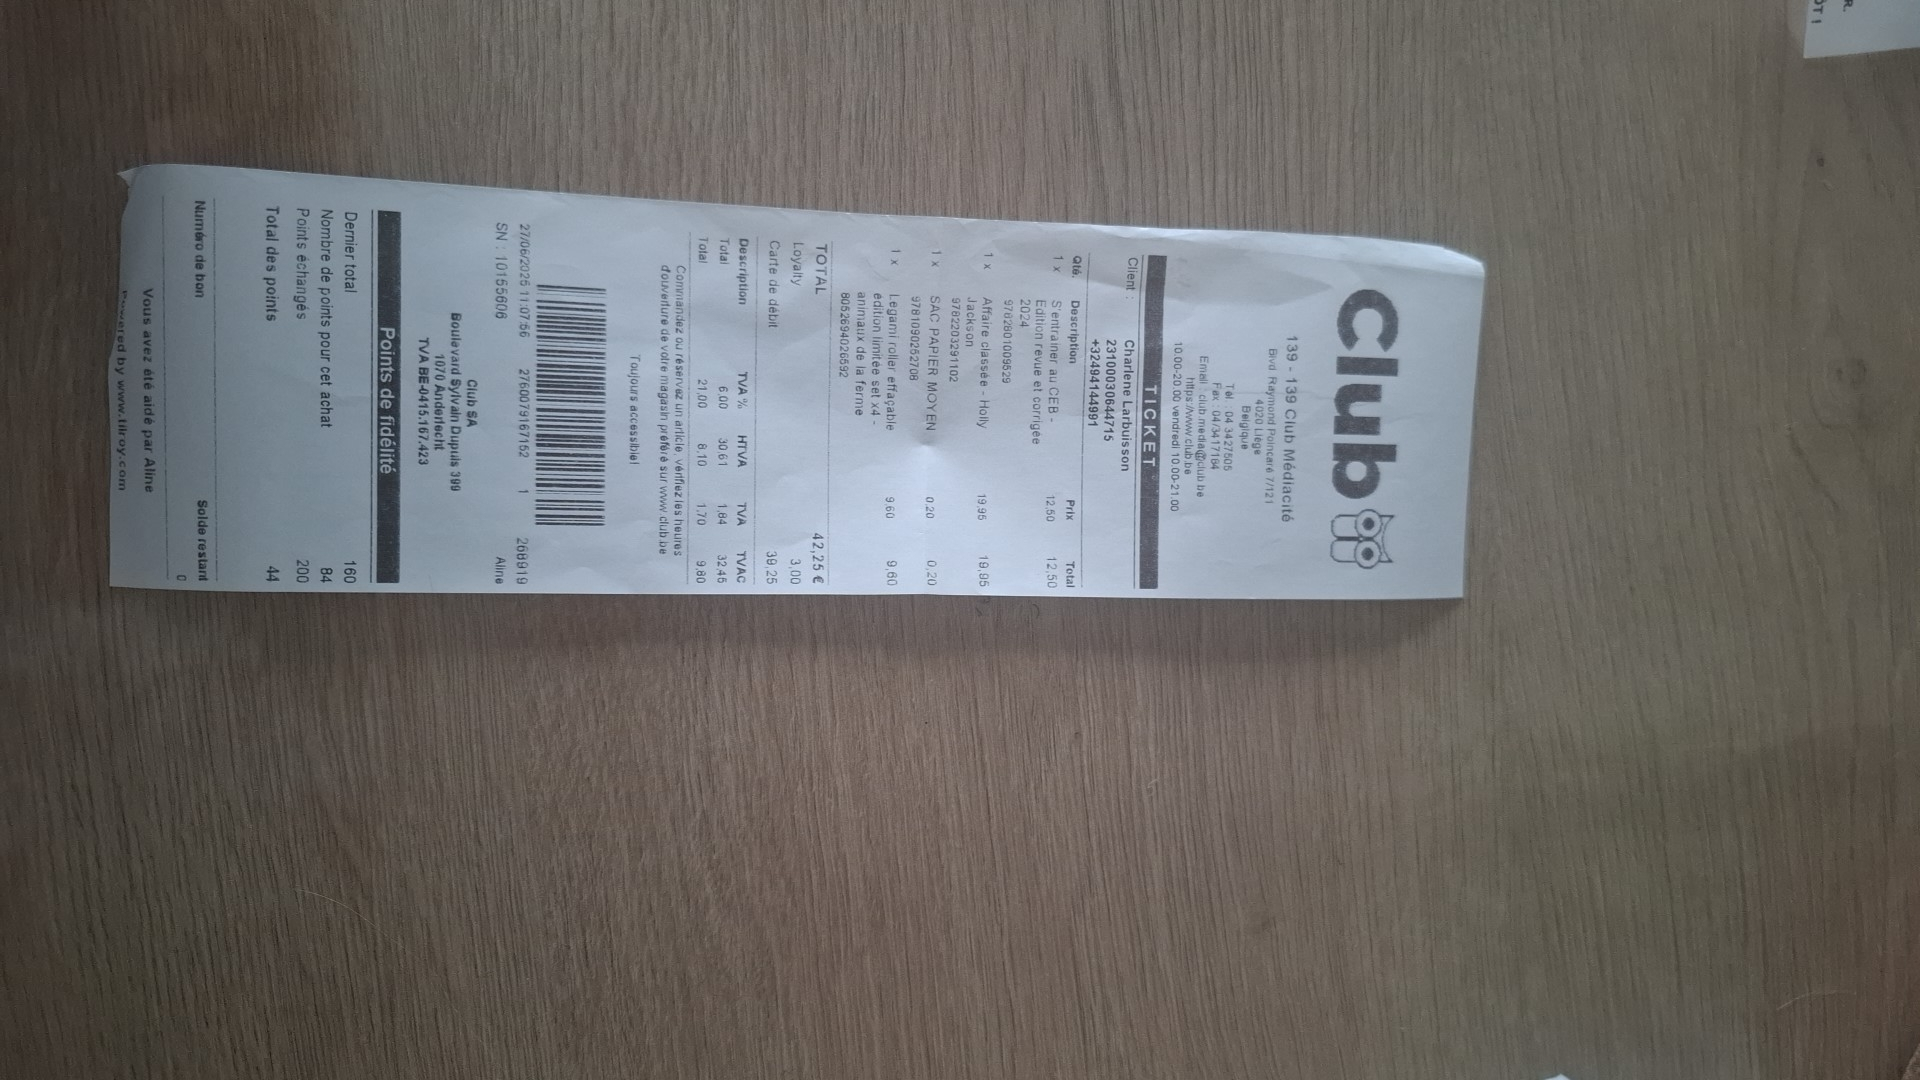 Club
139 - 139 Club Médiacité
Blvd. Raymond Poincaré 7/121
4020 Liège
Belgique
Tel : 04 3427505
Fax : 04/3417184
Email : club.media@club.be
https://www.club.be
10.00-20.00 vendredi 10.00-21.00
TICKET
Client : Charlene Larbuisson
23100030644715
+32494144991
Qté. Description Prix Total
1 x S'entraîner au CEB - 12,50 12,50
Edition revue et corrigée
2024
9782801009529
1 x Affaire classée - Holly 19,95 19,95
Jackson
9782203291102
1 x SAC PAPIER MOYEN 0,20 0,20
9781090252708
1 x Legami roller effaçable 9,60 9,60
édition limitée set x4 -
animaux de la ferme
8052694026592
TOTAL 42,25 €
Loyalty 3,00
Carte de débit 39,25
Description TVA% HTVA TVA TVAC
Total 6,00 30,61 1,84 32,45
Total 21,00 8,10 1,70 9,80
Commandez ou réservez un article, vérifiez les heures
d'ouverture de votre magasin préféré sur www.club.be
Toujours accessible!
27/06/2025 11:07:56 2760079167152 1 268919
SN : 10155606 Aline
Club SA
Boulevard Sylvain Dupuis 399
1070 Anderlecht
TVA BE-0415.167.423
Points de fidélité
Dernier total 160
Nombre de points pour cet achat 84
Points échangés 200
Total des points 44
Numéro de bon Solde restant
0
Vous avez été aidé par Aline
Powered by www.tilroy.com
R.
ÔT !